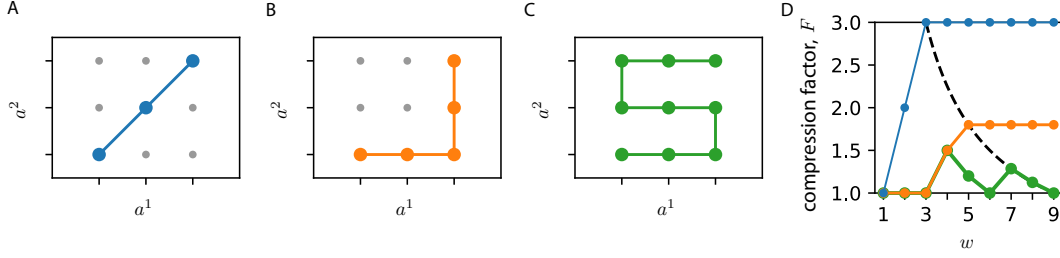 A
a²
a¹
B
a²
a¹
C
a²
a¹
D
compression factor, F
3.0
2.5
2.0
1.5
1.0
1 3 5 7 9
w